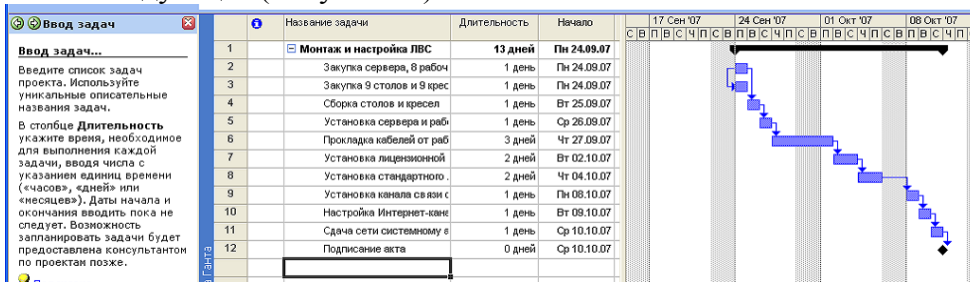 Ввод задач
Ввод задач...
Введите список задач
проекта. Используйте
уникальные описательные
названия задач.
В столбце Длительность
укажите время, необходимое
для выполнения каждой
задачи, вводя числа с
указанием единиц времени
(«часов», «дней» или
«месяцев»). Даты начала и
окончания вводить пока не
следует. Возможность
запланировать задачи будет
предоставлена консультантом
по проектам позже.
Ганта
Название задачи Длительность Начало
1 Монтаж и настройка ЛВС 13 дней Пн 24.09.07
2 Закупка сервера, 8 рабоч 1 день Пн 24.09.07
3 Закупка 9 столов и 9 крес 1 день Пн 24.09.07
4 Сборка столов и кресел 1 день Вт 25.09.07
5 Установка сервера и раб 1 день Ср 26.09.07
6 Прокладка кабелей от раб 3 дней Чт 27.09.07
7 Установка лицензионной 2 дней Вт 02.10.07
8 Установка стандартного . 2 дней Чт 04.10.07
9 Установка канала связи с 1 день Пн 08.10.07
10 Настройка Интернет-кана 1 день Вт 09.10.07
11 Сдача сети системному а 1 день Ср 10.10.07
12 Подписание акта 0 дней Ср 10.10.07
17 Сен '07 24 Сен '07 01 Окт '07 08 Окт '07
С В П В С Ч П С В П В С Ч П С В П В С Ч П С В П В С Ч П